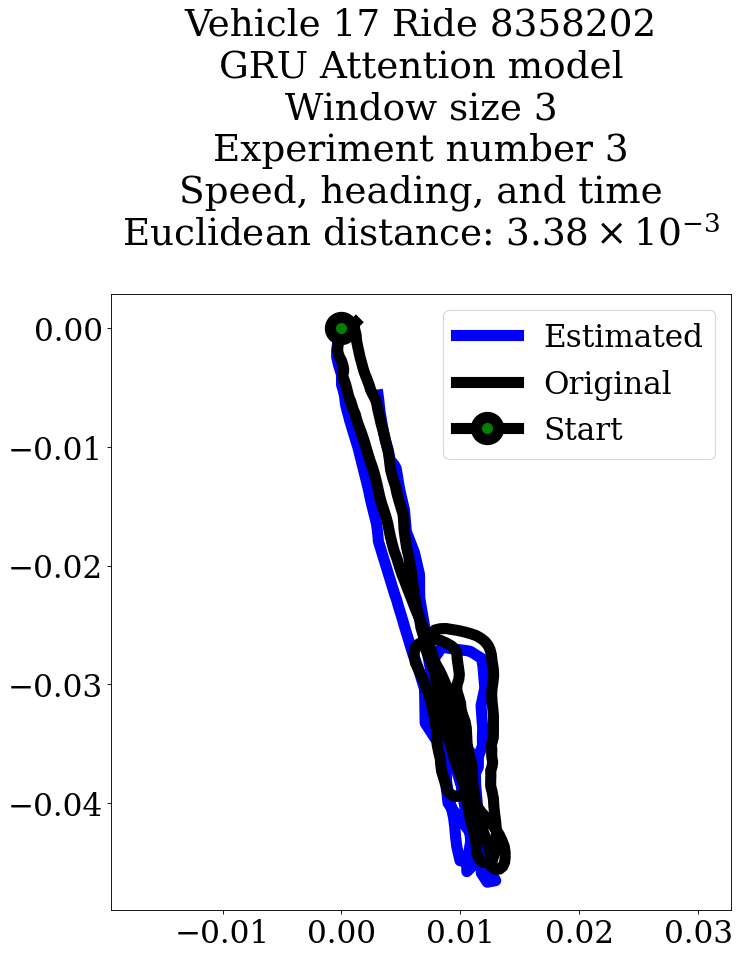 Vehicle 17 Ride 8358202
GRU Attention model
Window size 3
Experiment number 3
Speed, heading, and time
Euclidean distance: 3.38 × 10⁻³
Estimated
Original
Start
0.00
−0.01
−0.02
−0.03
−0.04
−0.01 0.00 0.01 0.02 0.03